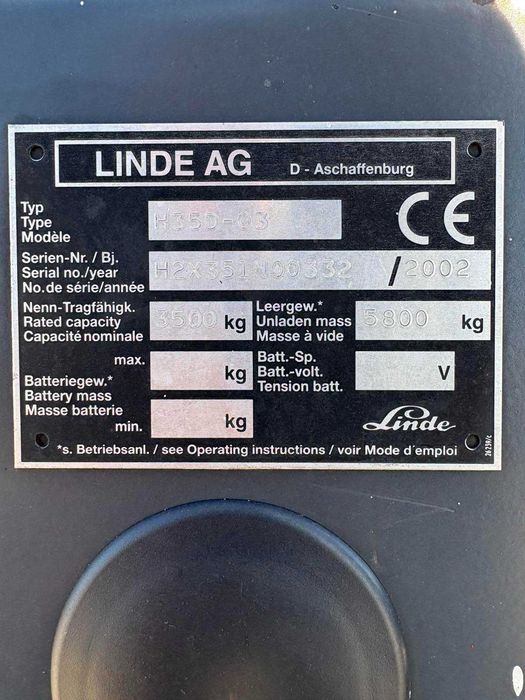 LINDE AG D - Aschaffenburg
Typ
Type
Modèle
H35D-03
CE
Serien-Nr. / Bj.
Serial no./year
No.de série/année
H2X351N00332 / 2002
Nenn-Tragfähigk.
Rated capacity
Capacité nominale
3500 kg
Leergew.*
Unladen mass
Masse à vide
5800 kg
Batteriegew.*
Battery mass
Masse batterie
max. kg
min. kg
Batt.-Sp.
Batt.-volt.
Tension batt.
V
Linde
*s. Betriebsanl. / see Operating instructions / voir Mode d'emploi